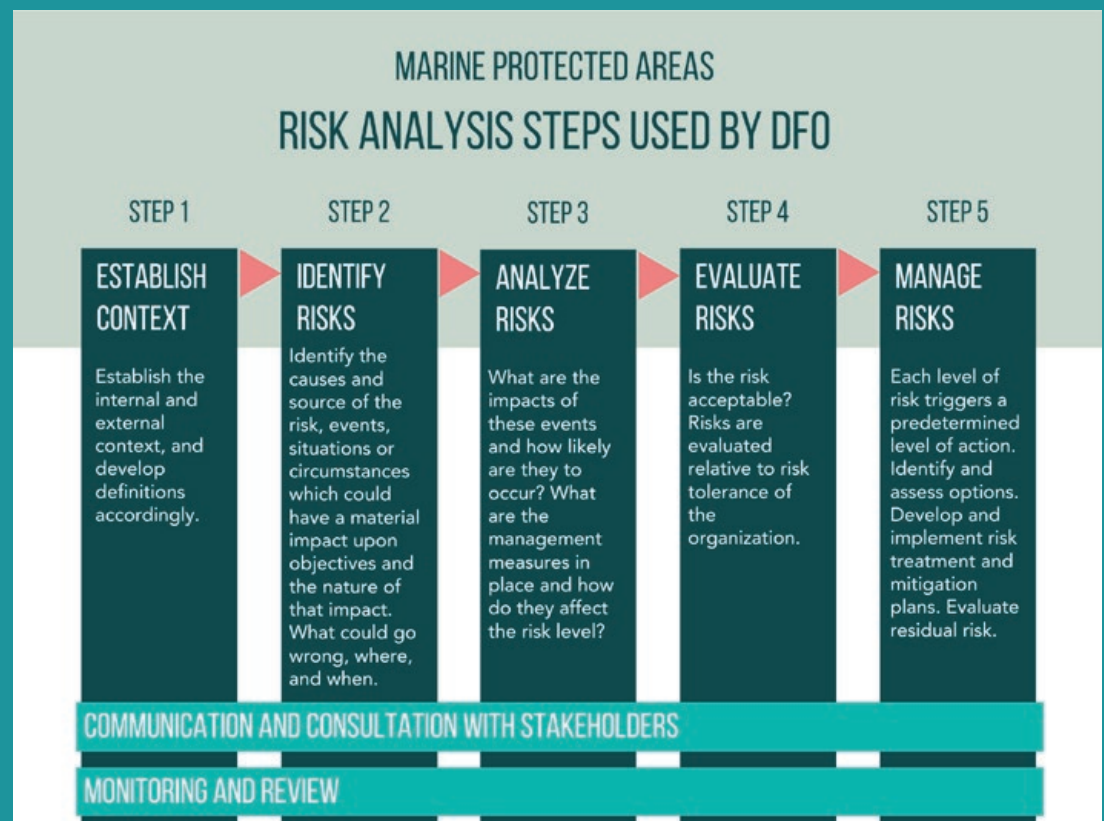 MARINE PROTECTED AREAS
RISK ANALYSIS STEPS USED BY DFO
STEP 1
ESTABLISH
CONTEXT
Establish the
internal and
external
context, and
develop
definitions
accordingly.
STEP 2
IDENTIFY
RISKS
Identify the
causes and
source of the
risk, events,
situations or
circumstances
which could
have a material
impact upon
objectives and
the nature of
that impact.
What could go
wrong, where,
and when.
STEP 3
ANALYZE
RISKS
What are the
impacts of
these events
and how likely
are they to
occur? What
are the
management
measures in
place and how
do they affect
the risk level?
STEP 4
EVALUATE
RISKS
Is the risk
acceptable?
Risks are
evaluated
relative to risk
tolerance of
the
organization.
STEP 5
MANAGE
RISKS
Each level of
risk triggers a
predetermined
level of action.
Identify and
assess options.
Develop and
implement risk
treatment and
mitigation
plans. Evaluate
residual risk.
COMMUNICATION AND CONSULTATION WITH STAKEHOLDERS
MONITORING AND REVIEW